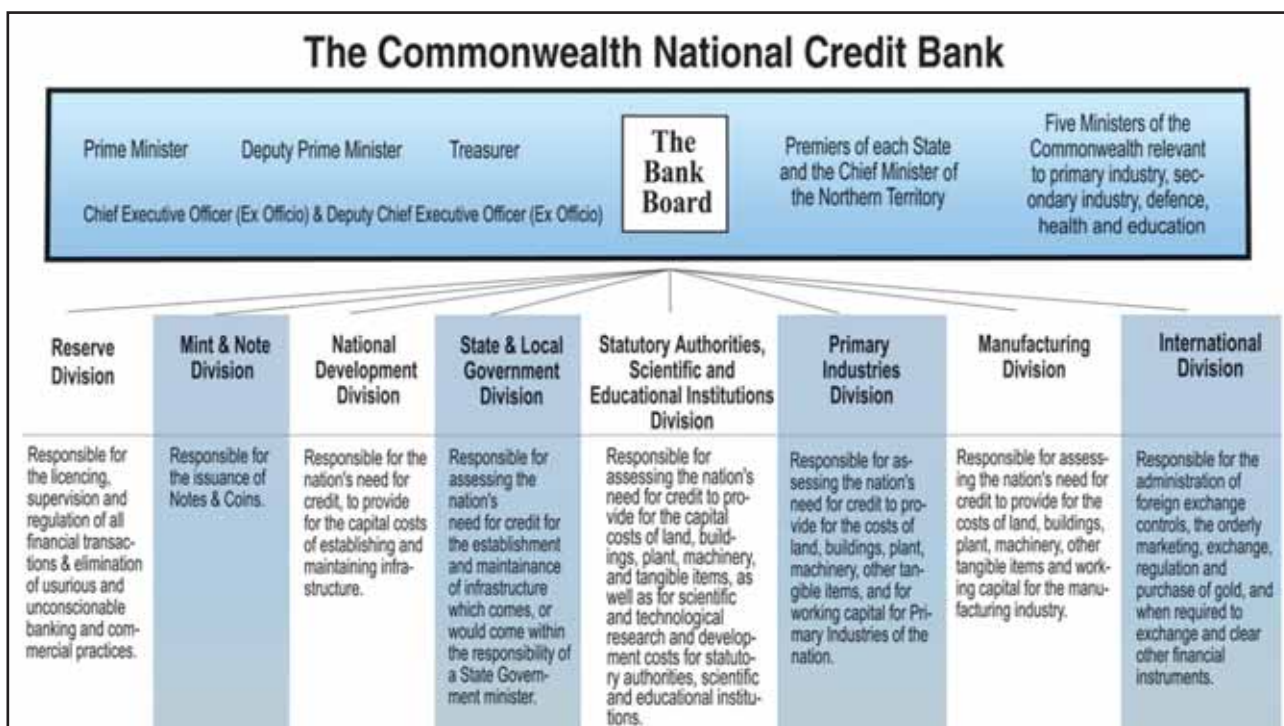 The Commonwealth National Credit Bank
Prime Minister
Deputy Prime Minister
Treasurer
Chief Executive Officer (Ex Officio) & Deputy Chief Executive Officer (Ex Officio)
The
Bank
Board
Premiers of each State
and the Chief Minister of
the Northern Territory
Five Ministers of the
Commonwealth relevant
to primary industry, sec-
ondary industry, defence,
health and education
Reserve
Division
Responsible for
the licencing,
supervision and
regulation of all
financial transac-
tions & elimination
of usurious and
unconscionable
banking and com-
mercial practices.
Mint & Note
Division
Responsible for
the issuance of
Notes & Coins.
National
Development
Division
Responsible for the
nation's need for
credit, to provide
for the capital costs
of establishing and
maintaining infra-
structure.
State & Local
Government
Division
Responsible for
assessing the
nation's
need for credit for
the establishment
and maintainance
of infrastructure
which comes, or
would come within
the responsibility of
a State Govern-
ment minister.
Statutory Authorities,
Scientific and
Educational Institutions
Division
Responsible for
assessing the nation's
need for credit to pro-
vide for the capital
costs of land, build-
ings, plant, machinery,
and tangible items, as
well as for scientific
and technological
research and develop-
ment costs for statuto-
ry authorities, scientific
and educational institu-
tions.
Primary
Industries
Division
Responsible for as-
sessing the nation's
need for credit to pro-
vide for the costs of
land, buildings, plant,
machinery, other tan-
gible items, and for
working capital for Pri-
mary Industries of the
nation.
Manufacturing
Division
Responsible for assess-
ing the nation's need for
credit to provide for the
costs of land, buildings,
plant, machinery, other
tangible items and work-
ing capital for the manu-
facturing industry.
International
Division
Responsible for the
administration of
foreign exchange
controls, the orderly
marketing, exchange,
regulation and
purchase of gold, and
when required to
exchange and clear
other financial
instruments.